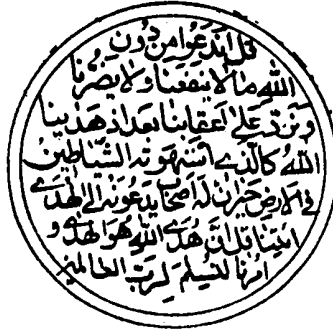 قل اندعوا من دون
الله ما لا ينفعنا ولا يضرنا
ونرد على اعقابنا بعد اذ هدينا
الله كالذي استهوته الشياطين
في الارض حيران له اصحاب يدعونه الى الهدى
ائتنا قل ان هدى الله هو الهدى و
امرنا لنسلم لرب العالمين